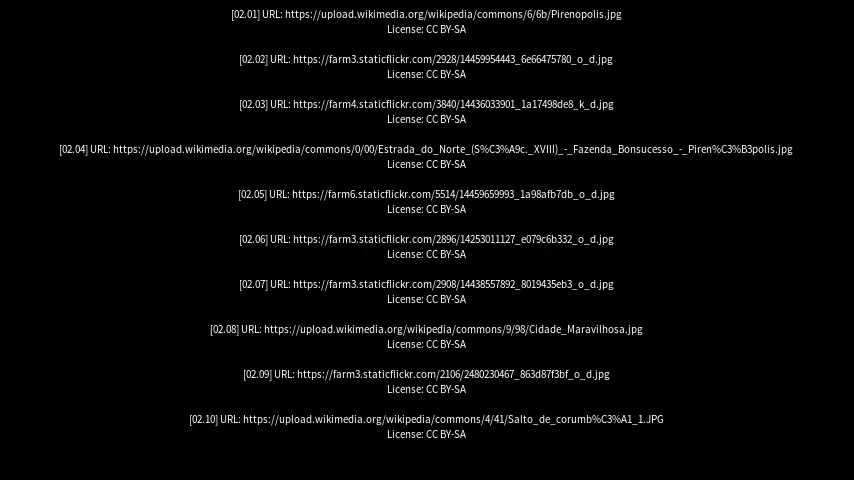 [02.01] URL: https://upload.wikimedia.org/wikipedia/commons/6/6b/Pirenopolis.jpg
License: CC BY-SA
[02.02] URL: https://farm3.staticflickr.com/2928/14459954443_6e66475780_o_d.jpg
License: CC BY-SA
[02.03] URL: https://farm4.staticflickr.com/3840/14436033901_1a17498de8_k_d.jpg
License: CC BY-SA
[02.04] URL: https://upload.wikimedia.org/wikipedia/commons/0/00/Estrada_do_Norte_(S%C3%A9c._XVIII)_-_Fazenda_Bonsucesso_-_Piren%C3%B3polis.jpg
License: CC BY-SA
[02.05] URL: https://farm6.staticflickr.com/5514/14459659993_1a98afb7db_o_d.jpg
License: CC BY-SA
[02.06] URL: https://farm3.staticflickr.com/2896/14253011127_e079c6b332_o_d.jpg
License: CC BY-SA
[02.07] URL: https://farm3.staticflickr.com/2908/14438557892_8019435eb3_o_d.jpg
License: CC BY-SA
[02.08] URL: https://upload.wikimedia.org/wikipedia/commons/9/98/Cidade_Maravilhosa.jpg
License: CC BY-SA
[02.09] URL: https://farm3.staticflickr.com/2106/2480230467_863d87f3bf_o_d.jpg
License: CC BY-SA
[02.10] URL: https://upload.wikimedia.org/wikipedia/commons/4/41/Salto_de_corumb%C3%A1_1.JPG
License: CC BY-SA